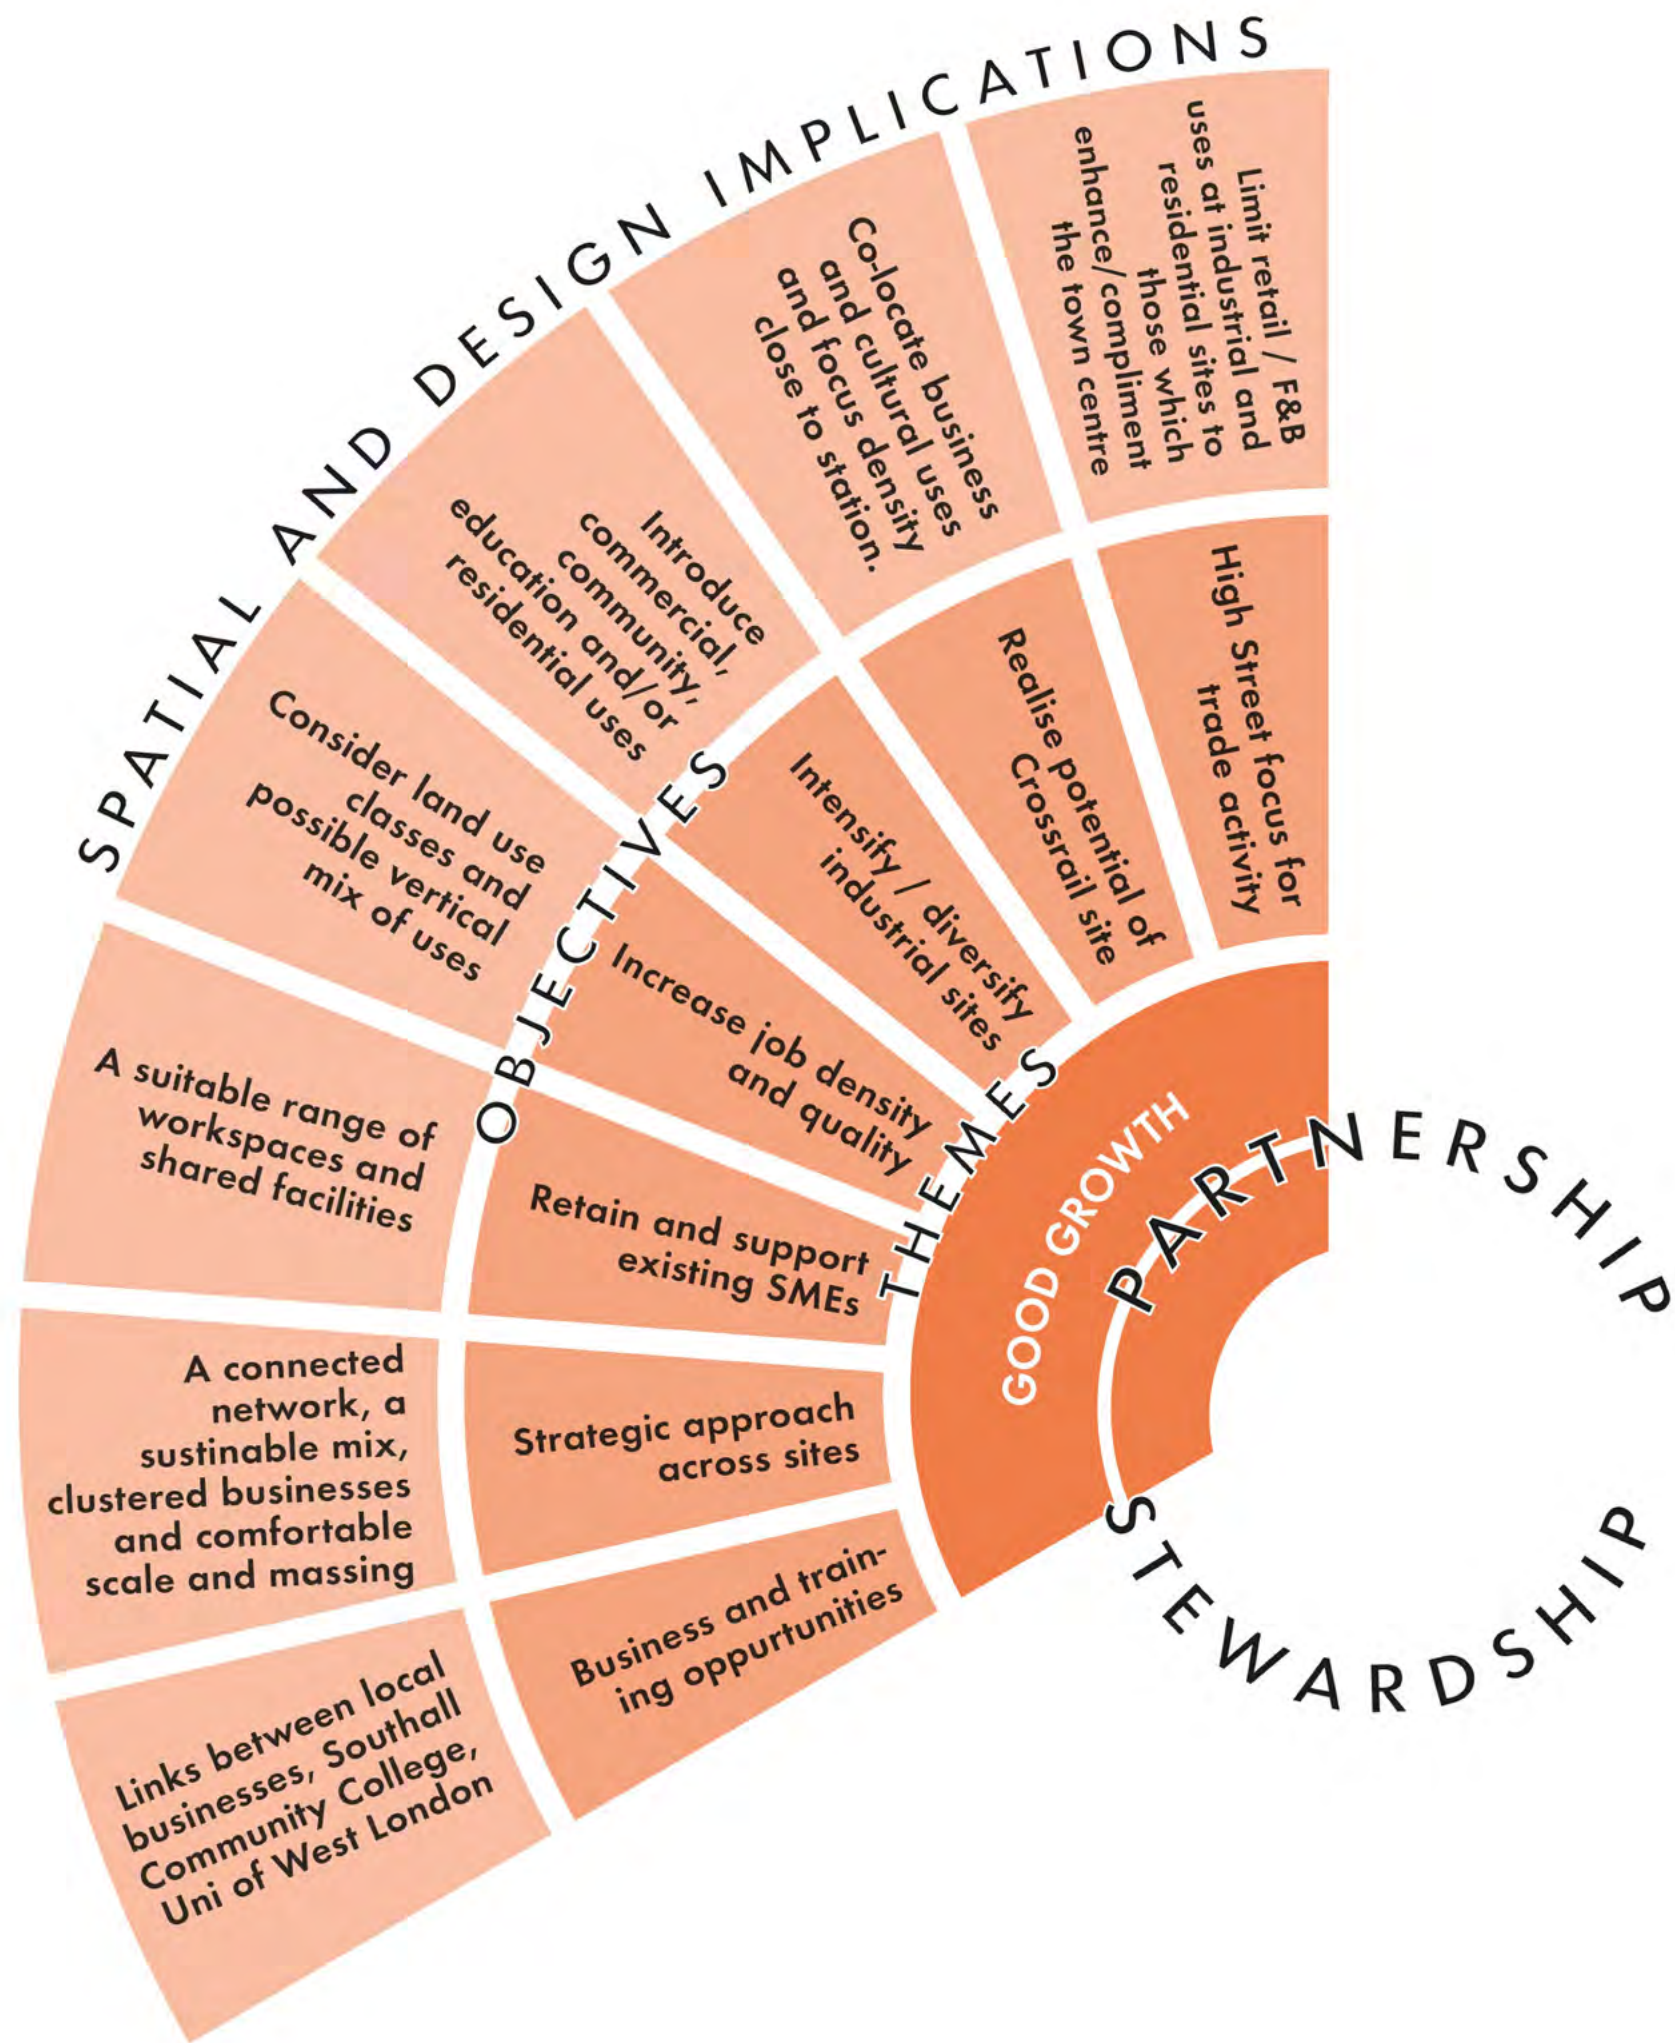 SPATIAL AND DESIGN IMPLICATIONS
Limit retail / F&B
uses at industrial and
residential sites to
those which
enhance/compliment
the town centre
Co-locate business
and cultural uses
and focus density
close to station.
Introduce
commercial,
community,
education and/or
residential uses
Consider land use
classes and
possible vertical
mix of uses
A suitable range of
workspaces and
shared facilities
A connected
network, a
sustinable mix,
clustered businesses
and comfortable
scale and massing
Links between local
businesses, Southall
Community College,
Uni of West London
OBJECTIVES
High Street focus for
trade activity
Realise potential of
Crossrail site
Intensify / diversify
industrial sites
Increase job density
and quality
Retain and support
existing SMEs
Strategic approach
across sites
Business and train-
ing oppurtunities
THEMES
GOOD GROWTH
PARTNERSHIP
STEWARDSHIP